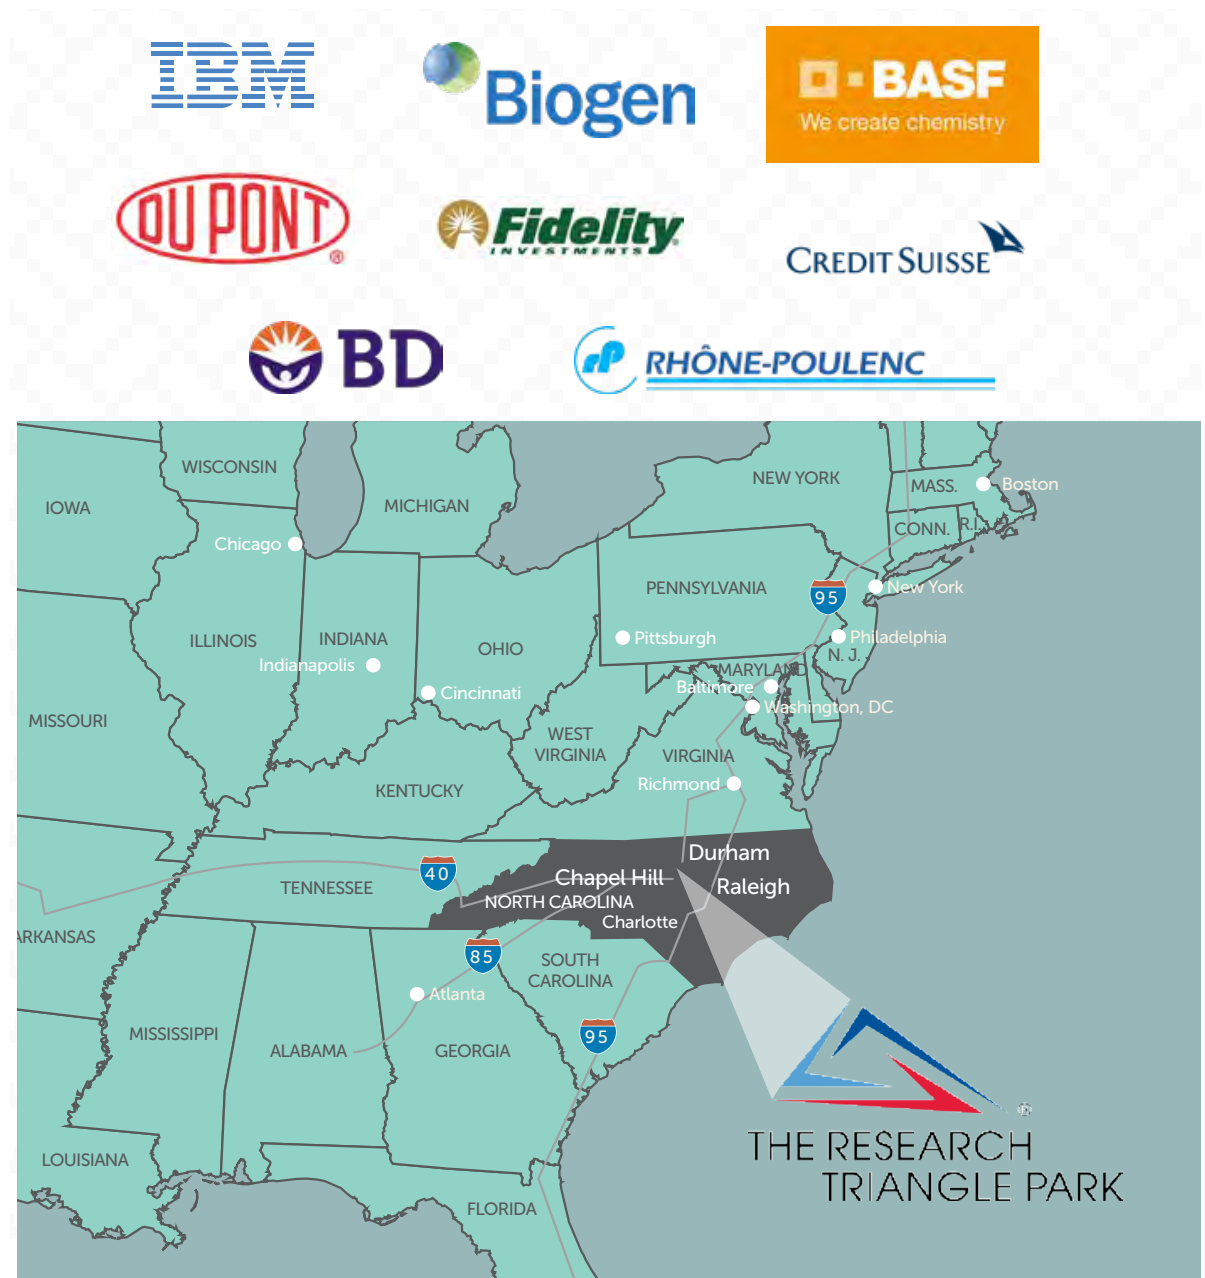 IBM
Biogen
BASF
We create chemistry
DU PONT
®
Fidelity
INVESTMENTS
CREDIT SUISSE
BD
RHÔNE-POULENC
NEW YORK
WISCONSIN
MASS.
Boston
IOWA
MICHIGAN
CONN.
R.I.
Chicago
PENNSYLVANIA
95
New York
ILLINOIS
INDIANA
OHIO
Pittsburgh
Philadelphia
N. J.
Indianapolis
MARYLAND
Cincinnati
Baltimore
Washington, DC
MISSOURI
WEST
VIRGINIA
VIRGINIA
KENTUCKY
Richmond
Durham
40
Chapel Hill
TENNESSEE
Raleigh
NORTH CAROLINA
Charlotte
ARKANSAS
85
SOUTH
CAROLINA
Atlanta
MISSISSIPPI
ALABAMA
GEORGIA
95
THE RESEARCH
TRIANGLE PARK
LOUISIANA
FLORIDA